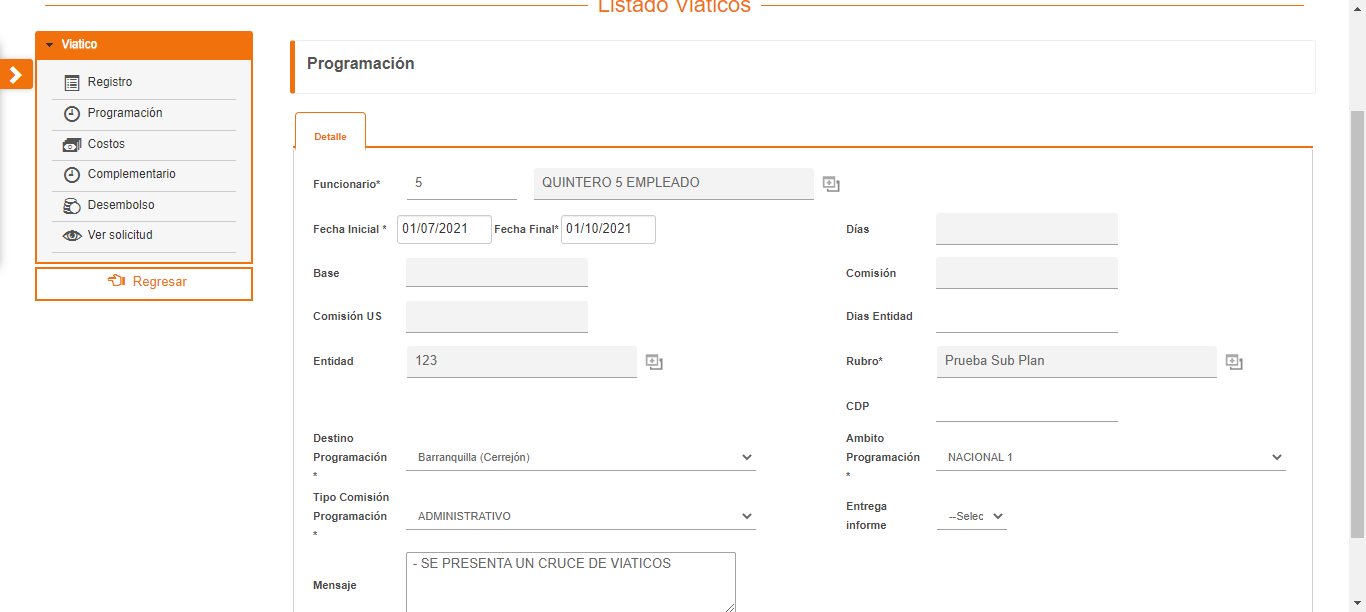 Listado Viaticos
Viatico
Registro
Programación
Costos
Complementario
Desembolso
Ver solicitud
Regresar
Programación
Detalle
Funcionario* 5 QUINTERO 5 EMPLEADO
Fecha Inicial * 01/07/2021 Fecha Final* 01/10/2021 Días
Base Comisión
Comisión US Dias Entidad
Entidad 123 Rubro* Prueba Sub Plan
CDP
Destino
Programación
*
Barranquilla (Cerrejón)
Ambito
Programación
*
NACIONAL 1
Tipo Comisión
Programación
*
ADMINISTRATIVO
Entrega
informe
--Selec
Mensaje
- SE PRESENTA UN CRUCE DE VIATICOS